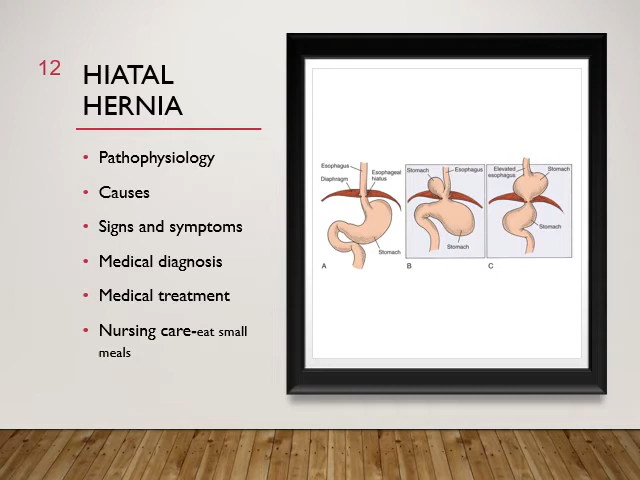 12
HIATAL
HERNIA
• Pathophysiology
• Causes
• Signs and symptoms
• Medical diagnosis
• Medical treatment
• Nursing care-eat small
meals
Esophagus
Esophageal
hiatus
Diaphragm
Stomach
A
Stomach
Esophagus
Stomach
B
Elevated
esophagus
Stomach
Stomach
C